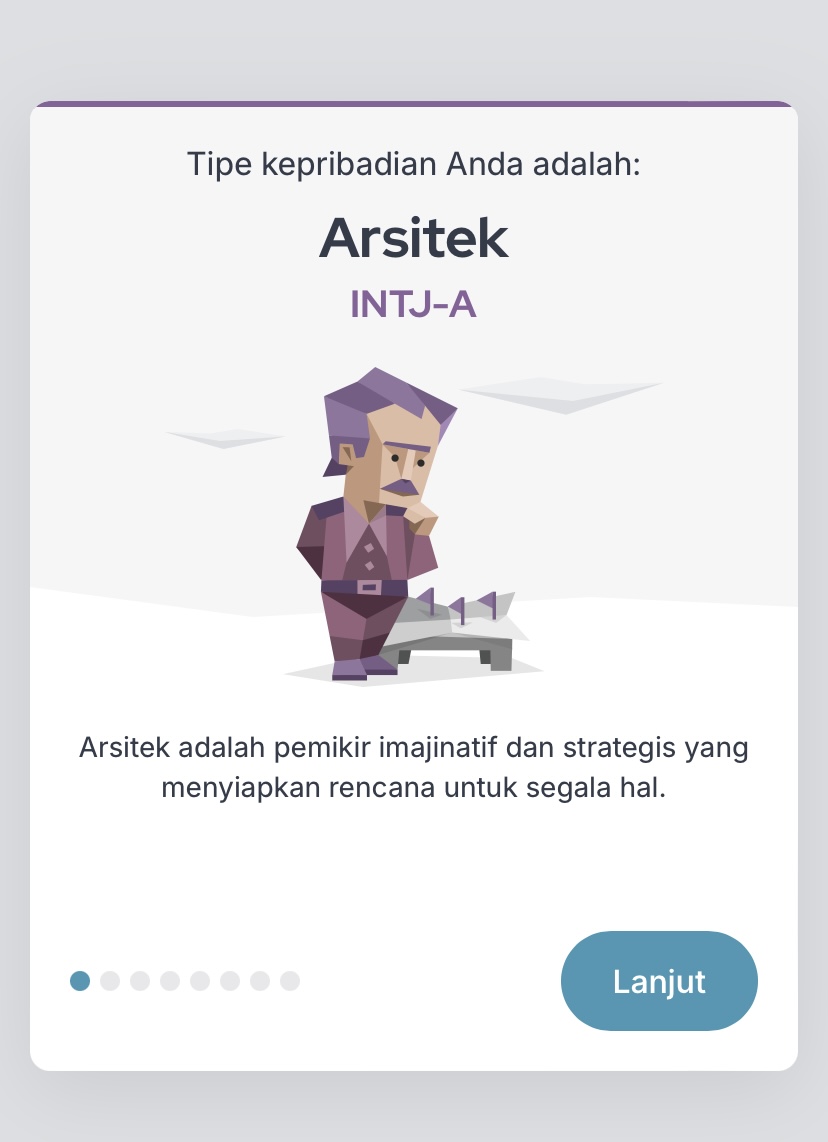 Tipe kepribadian Anda adalah:
Arsitek
INTJ-A
Arsitek adalah pemikir imajinatif dan strategis yang
menyiapkan rencana untuk segala hal.
Lanjut